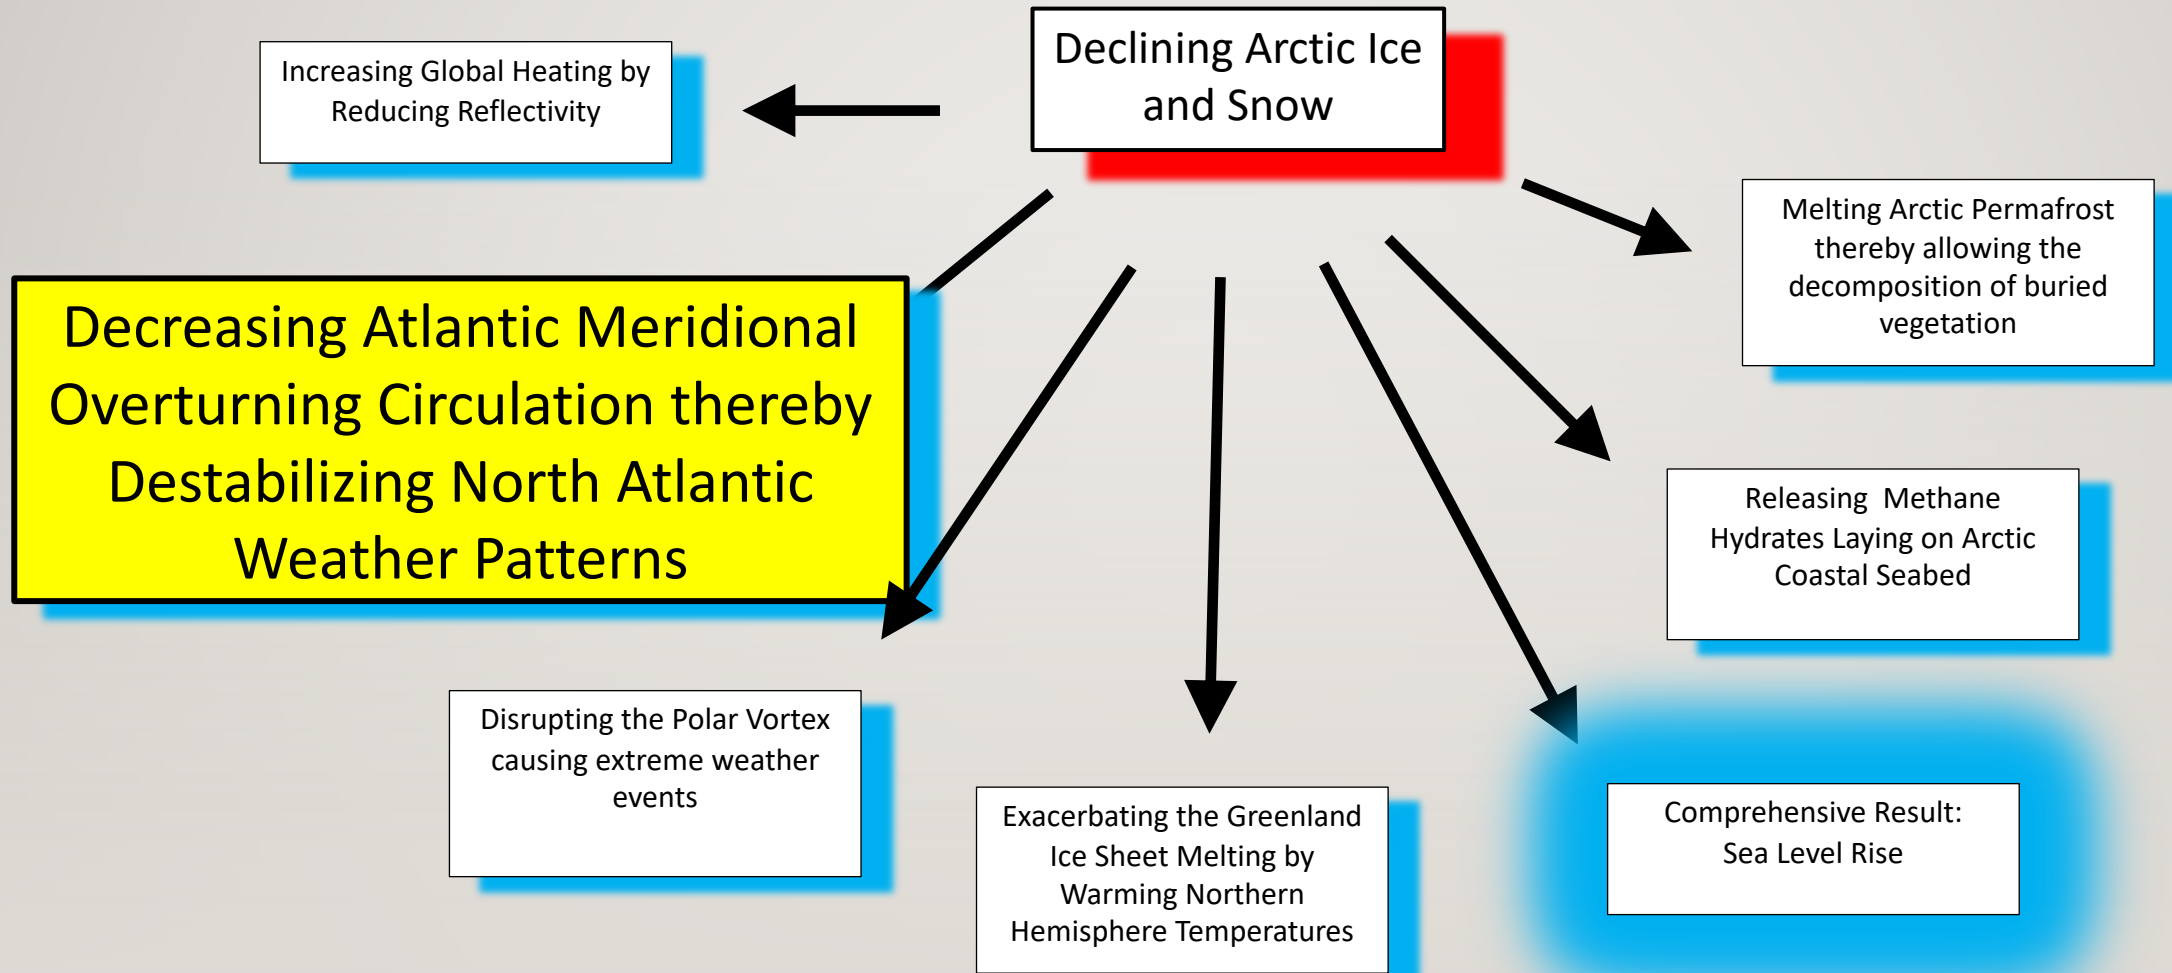 Declining Arctic Ice
and Snow
Increasing Global Heating by
Reducing Reflectivity
Decreasing Atlantic Meridional
Overturning Circulation thereby
Destabilizing North Atlantic
Weather Patterns
Disrupting the Polar Vortex
causing extreme weather
events
Exacerbating the Greenland
Ice Sheet Melting by
Warming Northern
Hemisphere Temperatures
Comprehensive Result:
Sea Level Rise
Releasing  Methane
Hydrates Laying on Arctic
Coastal Seabed
Melting Arctic Permafrost
thereby allowing the
decomposition of buried
vegetation